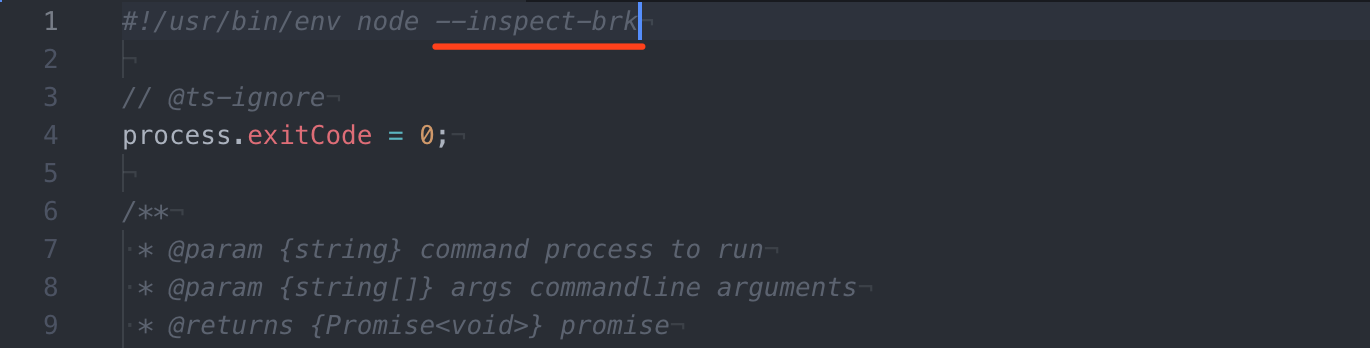 1 #!/usr/bin/env node --inspect-brk¬
2 ¬
3 // @ts-ignore¬
4 process.exitCode = 0;¬
5 ¬
6 /**¬
7 ·* @param {string} command process to run¬
8 ·* @param {string[]} args commandline arguments¬
9 ·* @returns {Promise<void>} promise¬